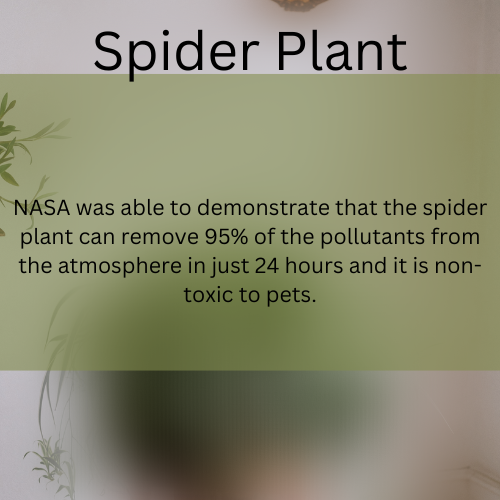 Spider Plant
NASA was able to demonstrate that the spider
plant can remove 95% of the pollutants from
the atmosphere in just 24 hours and it is non-
toxic to pets.